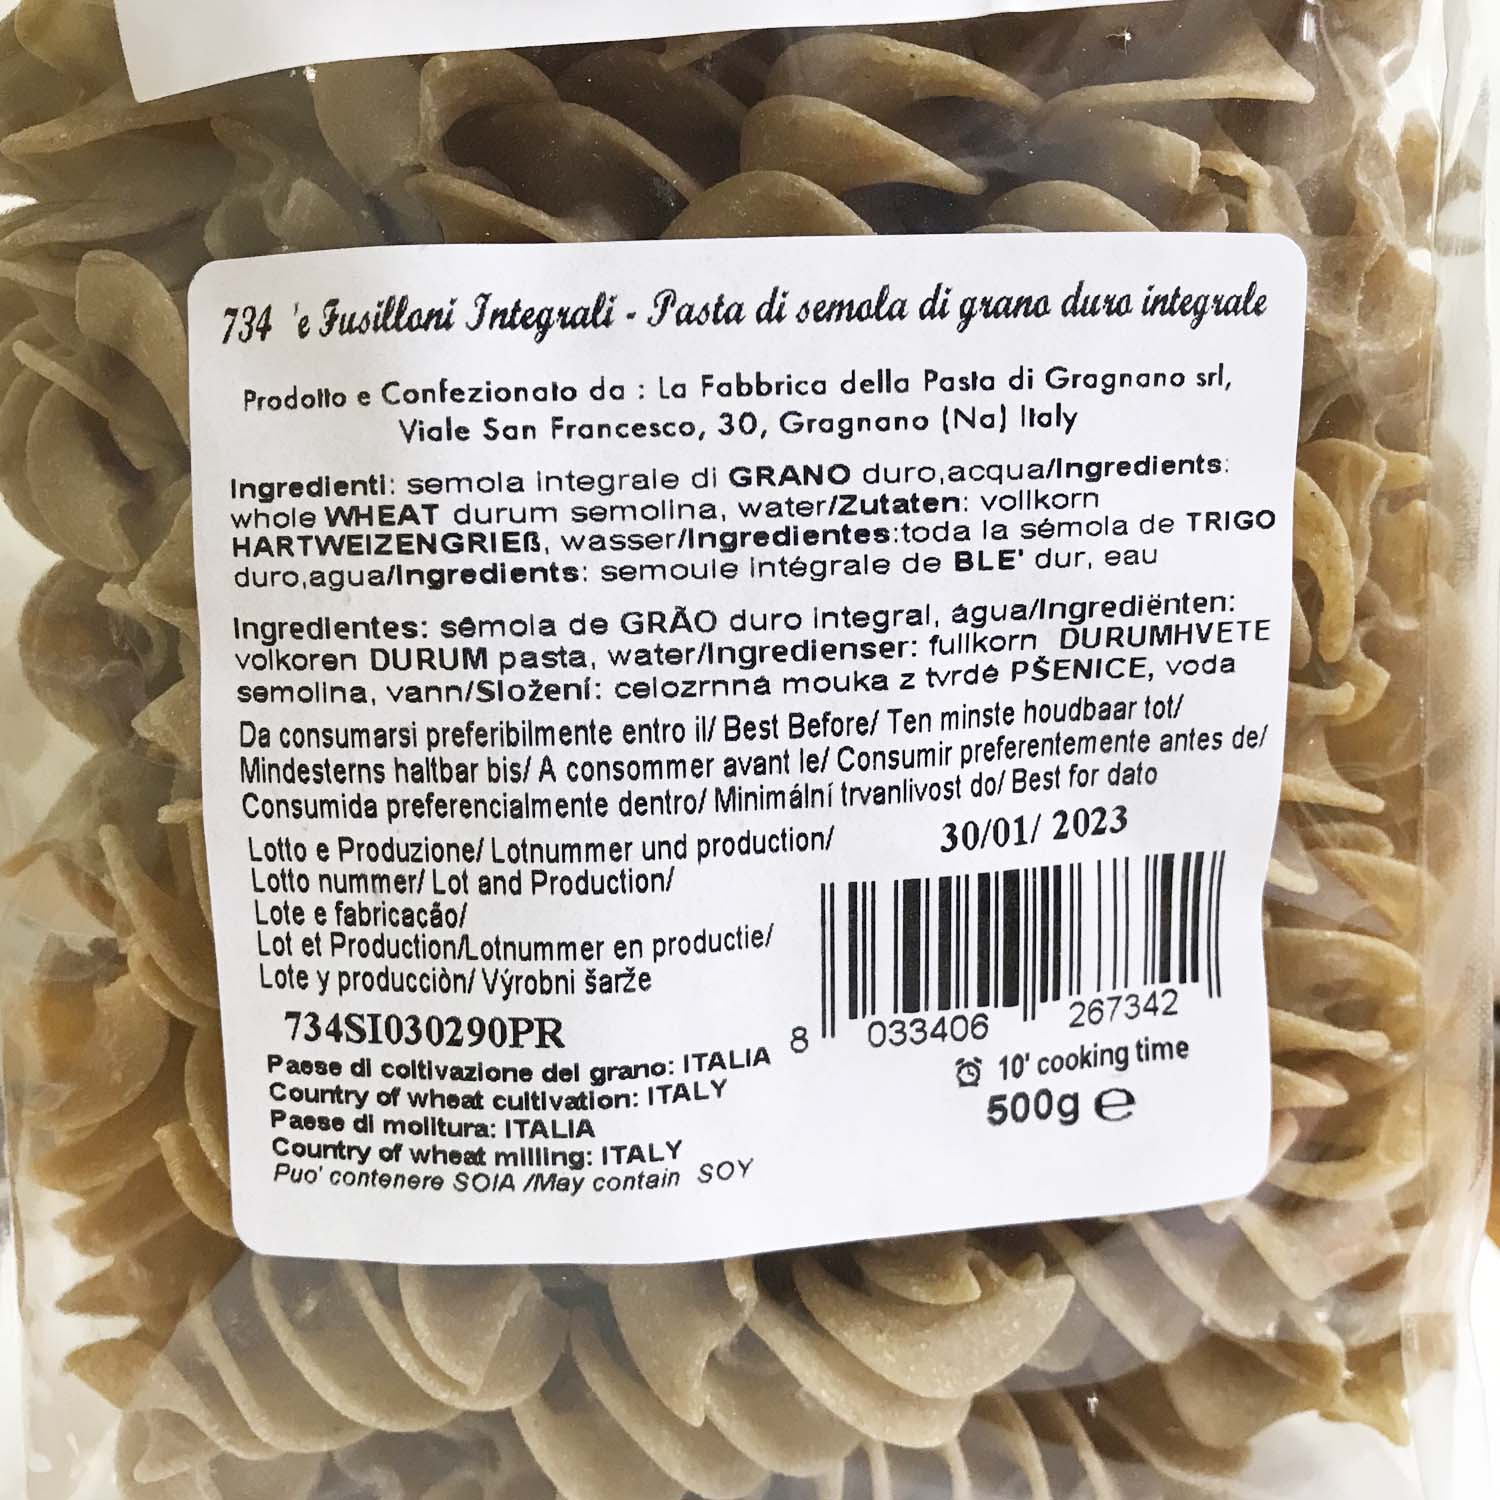 734 'e Fusilloni Integrali - Pasta di semola di grano duro integrale
Prodotto e Confezionato da : La Fabbrica della Pasta di Gragnano srl,
Viale San Francesco, 30, Gragnano (Na) Italy
Ingredienti: semola integrale di GRANO duro,acqua/Ingredients:
whole WHEAT durum semolina, water/Zutaten: vollkorn
HARTWEIZENGRIEß, wasser/Ingredientes:toda la sémola de TRIGO
duro,agua/Ingredients: semoule intégrale de BLE' dur, eau
Ingredientes: sêmola de GRÃO duro integral, água/Ingrediënten:
volkoren DURUM pasta, water/Ingredienser: fullkorn DURUMHVETE
semolina, vann/Složení: celozrnná mouka z tvrdé PŠENICE, voda
Da consumarsi preferibilmente entro il/ Best Before/ Ten minste houdbaar tot/
Mindesterns haltbar bis/ A consommer avant le/ Consumir preferentemente antes de/
Consumida preferencialmente dentro/ Minimální trvanlivost do/ Best for dato
30/01/ 2023
Lotto e Produzione/ Lotnummer und production/
Lotto nummer/ Lot and Production/
Lote e fabricacão/
Lot et Production/Lotnummer en productie/
Lote y producciòn/ Výrobni šarže
734SI030290PR
8 033406 267342
Paese di coltivazione del grano: ITALIA
Country of wheat cultivation: ITALY
Paese di molitura: ITALIA
Country of wheat milling: ITALY
Puo' contenere SOIA /May contain SOY
10' cooking time
500g e